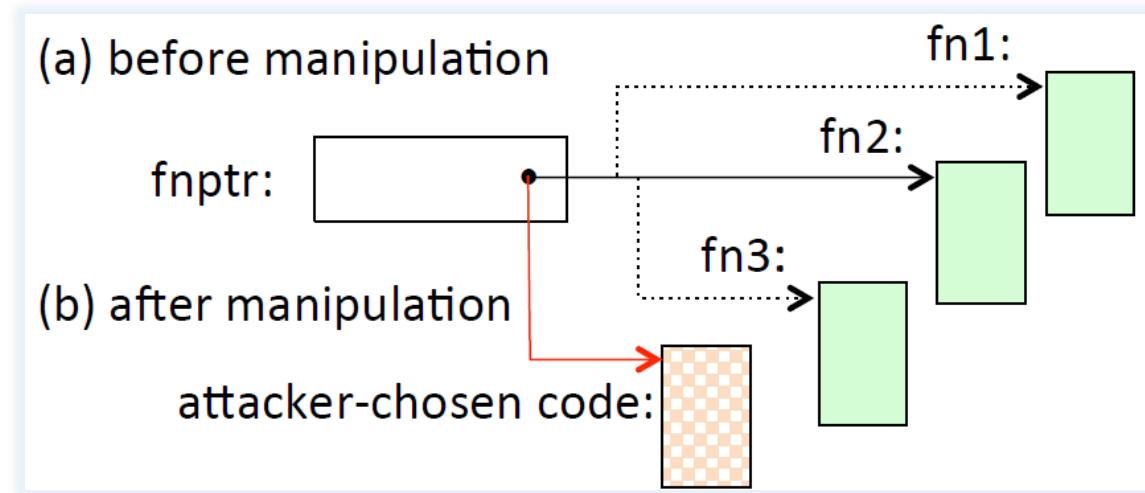 (a) before manipulation
fn1:
fn2:
fnptr:
fn3:
(b) after manipulation
attacker-chosen code: